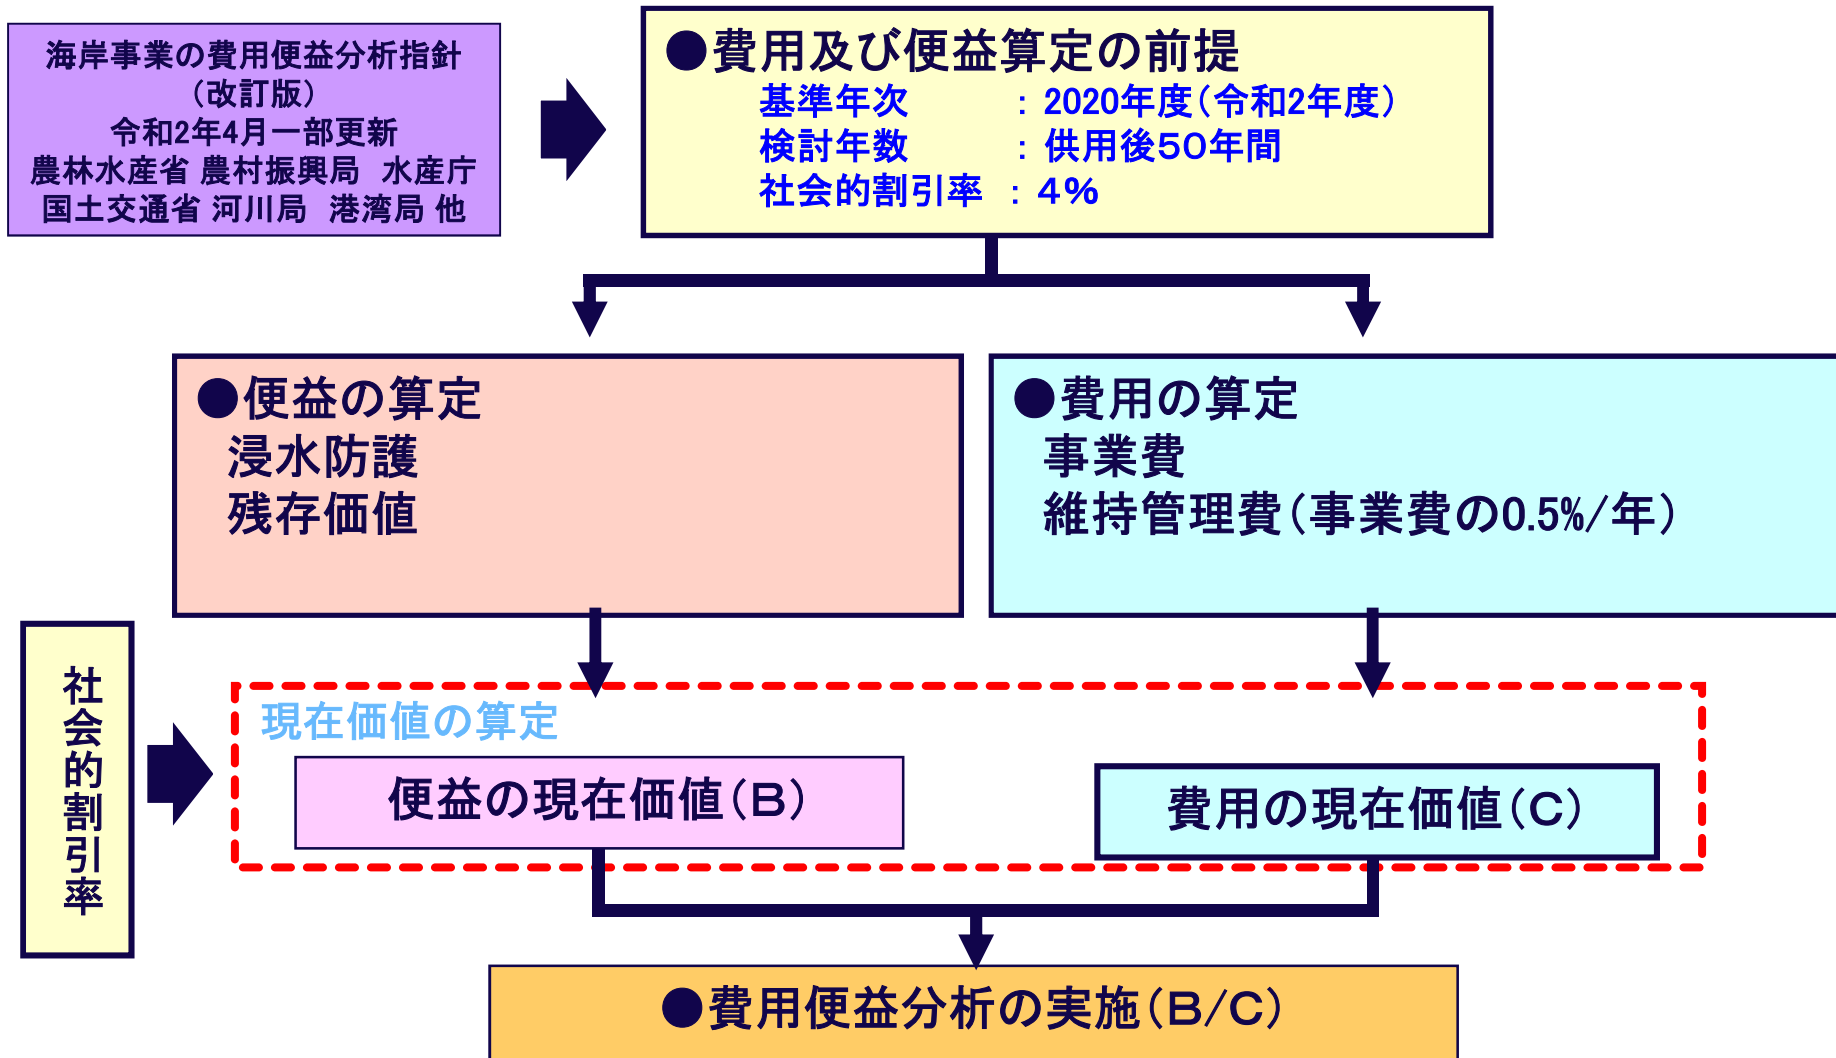 海岸事業の費用便益分析指針
（改訂版）
令和2年4月一部更新
農林水産省 農村振興局　水産庁
国土交通省 河川局　港湾局 他
●費用及び便益算定の前提
基準年次　　　：2020年度（令和2年度）
検討年数　　　：供用後５０年間
社会的割引率　：４％
●便益の算定
浸水防護
残存価値
●費用の算定
事業費
維持管理費（事業費の0.5%/年）
社会的割引率
現在価値の算定
便益の現在価値（Ｂ）
費用の現在価値（Ｃ）
●費用便益分析の実施（Ｂ/Ｃ）